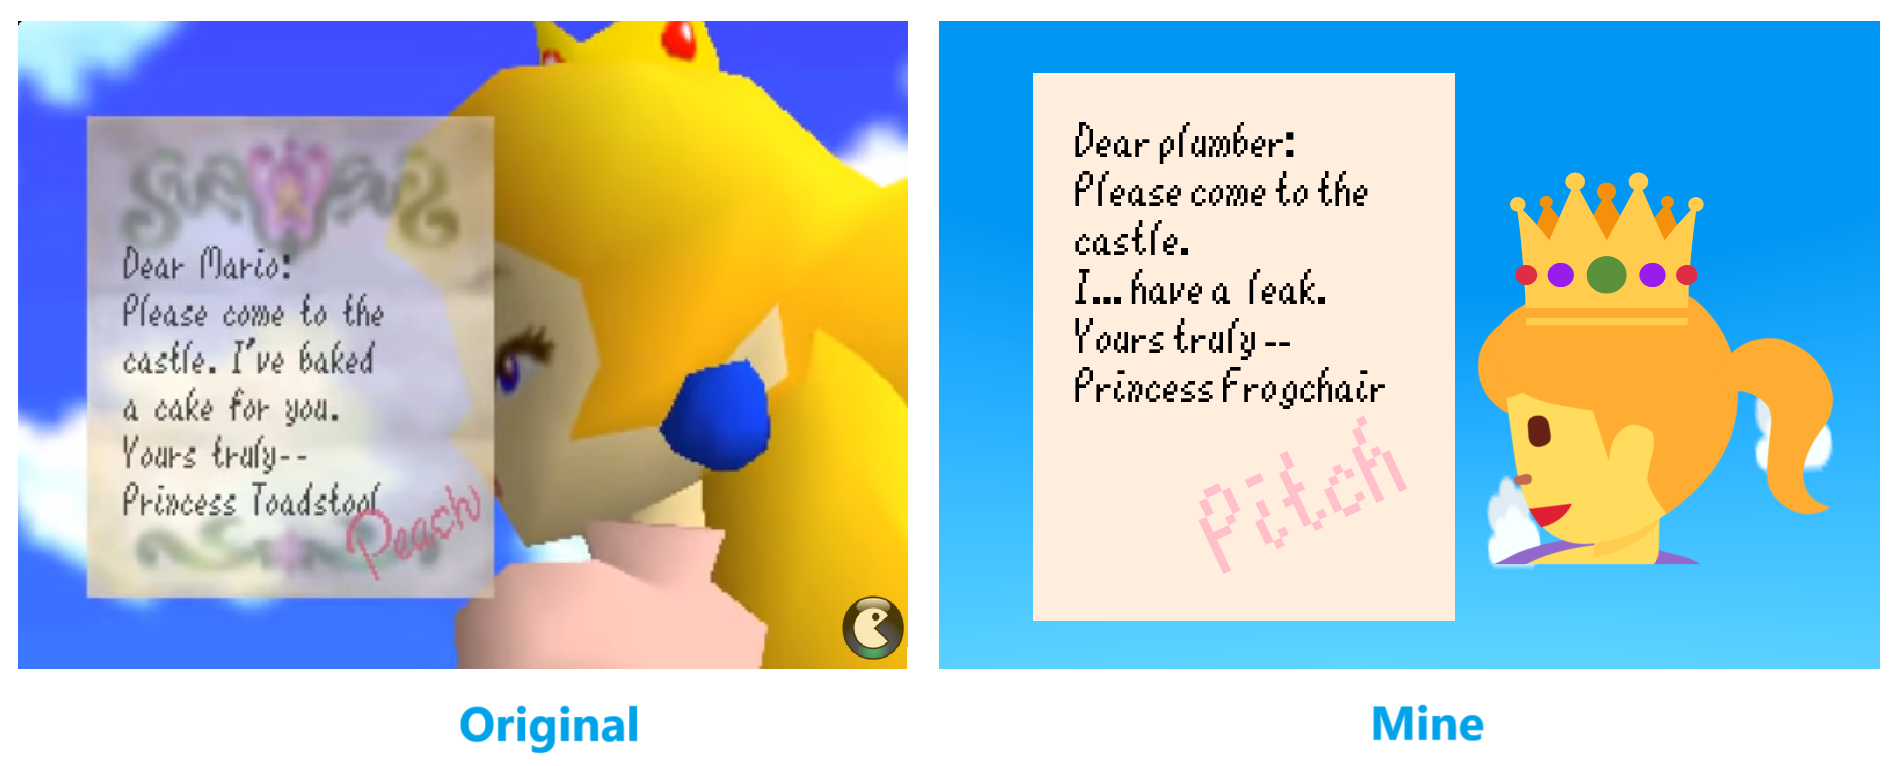 Dear Mario:
Please come to the
castle. I've baked
a cake for you.
Yours truly--
Princess Toadstool
Peach
Dear plumber:
Please come to the
castle.
I... have a leak.
Yours truly --
Princess Frogchair
Pitch
Original
Mine